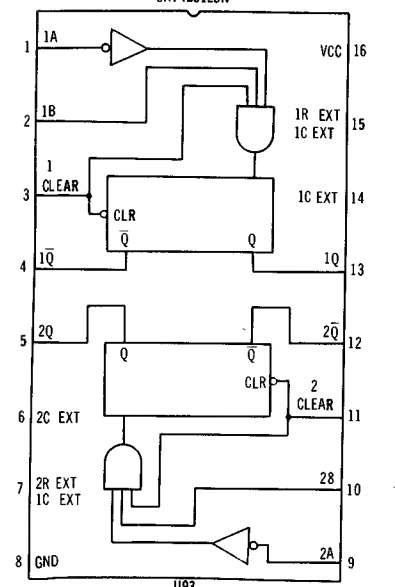 1 1A
2 1B
1
CLEAR
3
CLR
Q̅ Q
4 1Q̅
VCC 16
1R EXT
1C EXT 15
1C EXT 14
1Q 13
5 2Q
Q Q̅
2Q̅ 12
CLR
2
CLEAR 11
6 2C EXT
7 2R EXT
1C EXT
28 10
8 GND
2A 9
U93